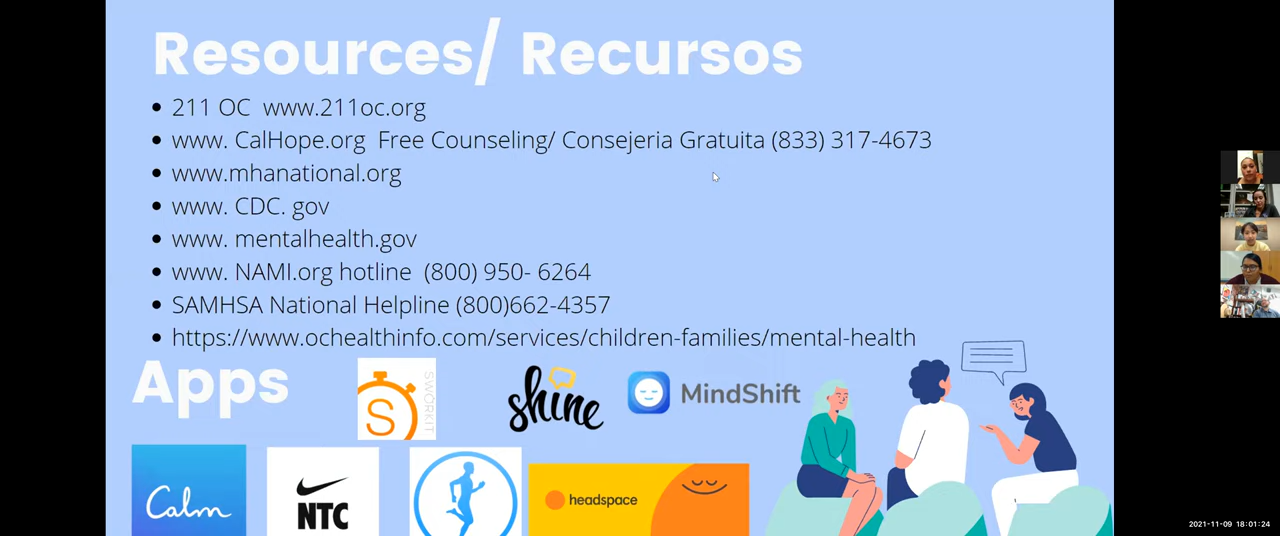 Resources/ Recursos
211 OC www.211oc.org
www. CalHope.org Free Counseling/ Consejeria Gratuita (833) 317-4673
www.mhanational.org
www. CDC. gov
www. mentalhealth.gov
www. NAMI.org hotline (800) 950- 6264
SAMHSA National Helpline (800)662-4357
https://www.ochealthinfo.com/services/children-families/mental-health
Apps
S
SWORKIT
shine
MindShift
Calm
NTC
headspace
2021-11-09 18:01:24